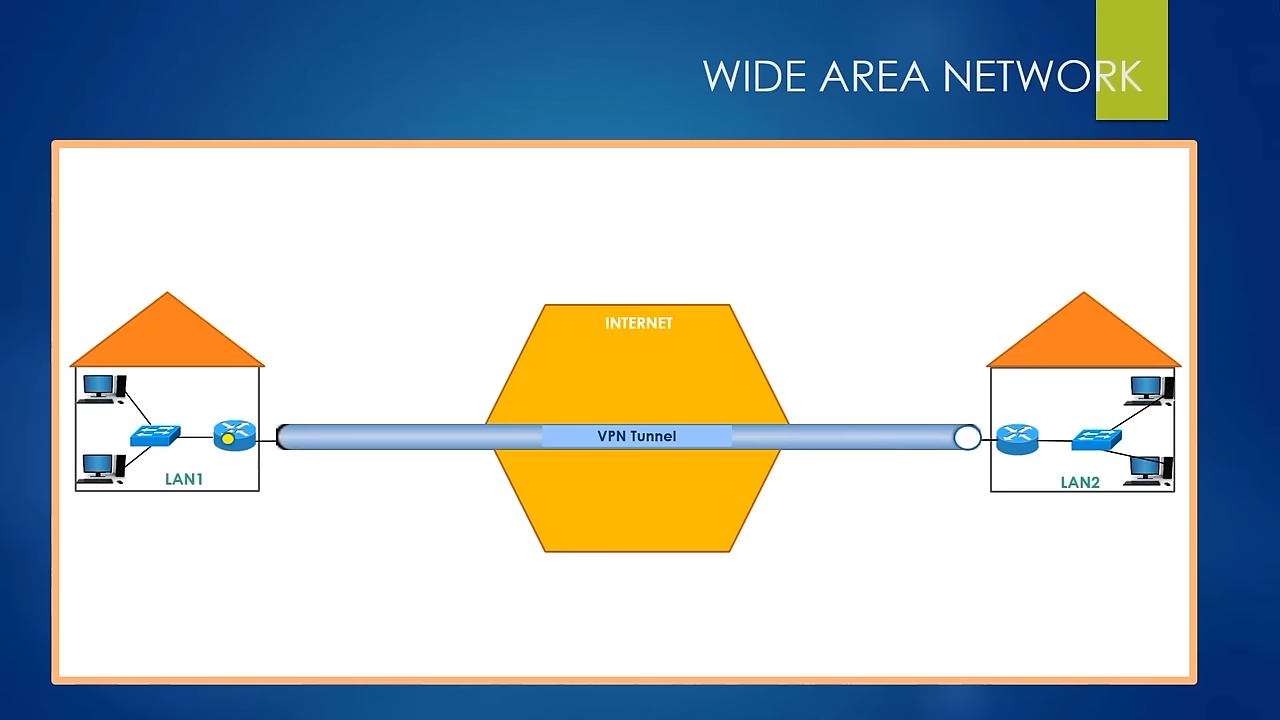 WIDE AREA NETWORK
INTERNET
VPN Tunnel
LAN1
LAN2